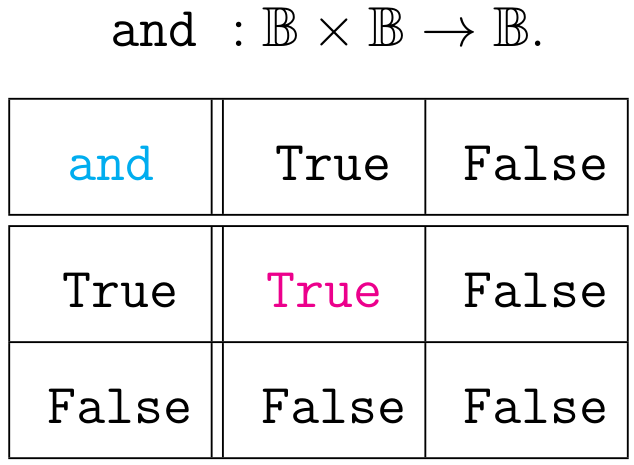 and : 𝔹 × 𝔹 → 𝔹.
and True False
True True False
False False False